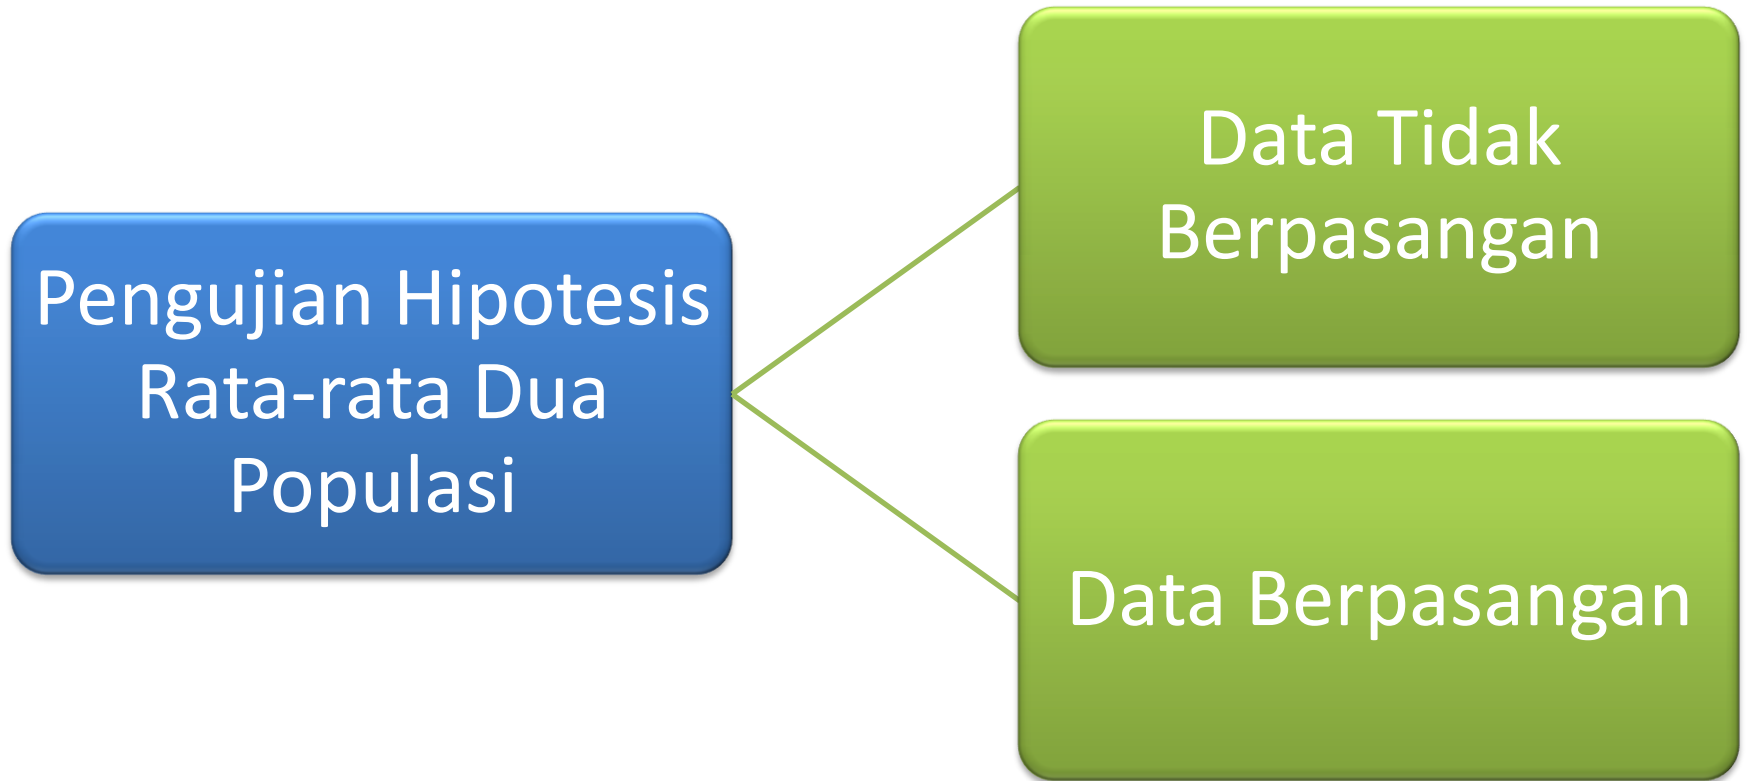 Pengujian Hipotesis
Rata-rata Dua
Populasi
Data Tidak
Berpasangan
Data Berpasangan